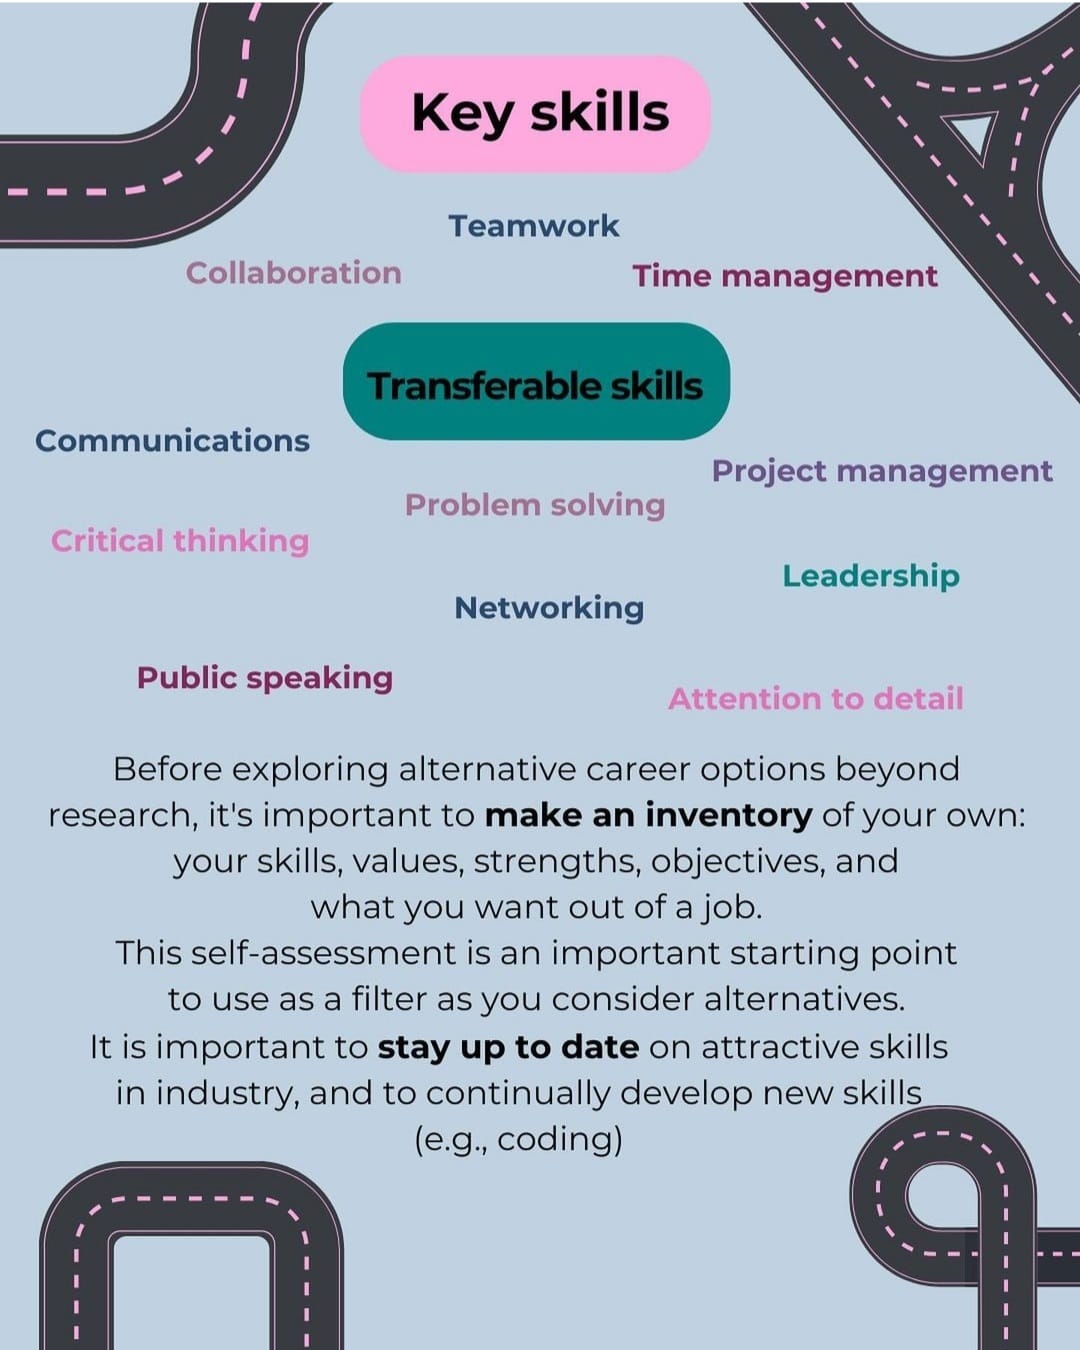 Key skills
Teamwork
Collaboration
Time management
Transferable skills
Communications
Project management
Problem solving
Critical thinking
Leadership
Networking
Public speaking
Attention to detail
Before exploring alternative career options beyond
research, it's important to make an inventory of your own:
your skills, values, strengths, objectives, and
what you want out of a job.
This self-assessment is an important starting point
to use as a filter as you consider alternatives.
It is important to stay up to date on attractive skills
in industry, and to continually develop new skills
(e.g., coding)